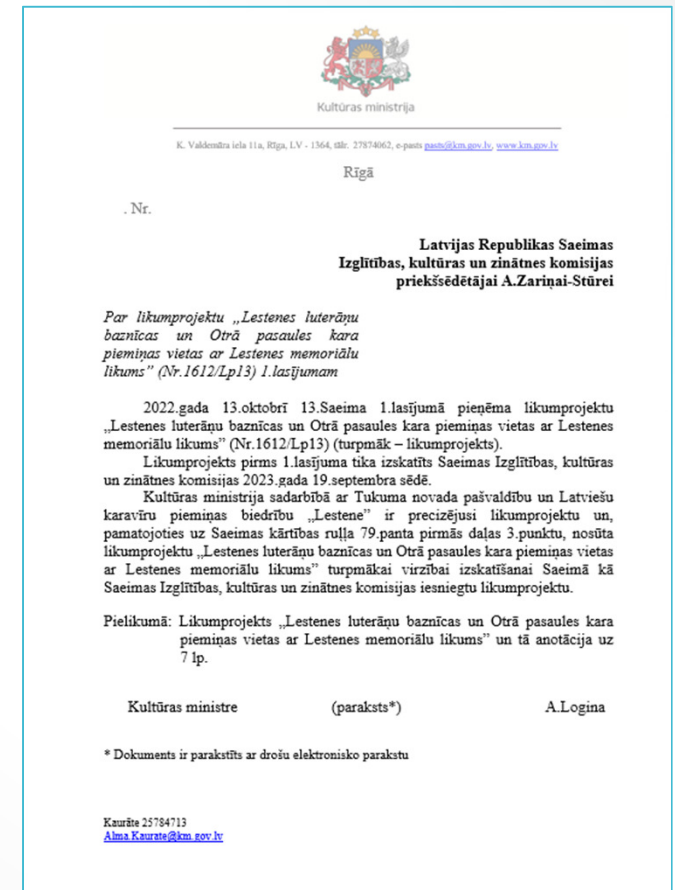 Kultūras ministrija
K. Valdemāra iela 11a, Rīga, LV - 1364, tālr. 27874062, e-pasts pasts@km.gov.lv, www.km.gov.lv
Rīgā
. Nr.
Latvijas Republikas Saeimas
Izglītības, kultūras un zinātnes komisijas
priekšsēdētājai A.Zariņai-Stūrei
Par likumprojektu „Lestenes luterāņu
baznīcas un Otrā pasaules kara
piemiņas vietas ar Lestenes memoriālu
likums” (Nr.1612/Lp13) 1.lasījumam
2022.gada 13.oktobrī 13.Saeima 1.lasījumā pieņēma likumprojektu
„Lestenes luterāņu baznīcas un Otrā pasaules kara piemiņas vietas ar Lestenes
memoriālu likums” (Nr.1612/Lp13) (turpmāk – likumprojekts).
Likumprojekts pirms 1.lasījuma tika izskatīts Saeimas Izglītības, kultūras
un zinātnes komisijas 2023.gada 19.septembra sēdē.
Kultūras ministrija sadarbībā ar Tukuma novada pašvaldību un Latviešu
karavīru piemiņas biedrību „Lestene” ir precizējusi likumprojektu un,
pamatojoties uz Saeimas kārtības ruļļa 79.panta pirmās daļas 3.punktu, nosūta
likumprojektu „Lestenes luterāņu baznīcas un Otrā pasaules kara piemiņas vietas
ar Lestenes memoriālu likums” turpmākai virzībai izskatīšanai Saeimā kā
Saeimas Izglītības, kultūras un zinātnes komisijas iesniegtu likumprojektu.
Pielikumā: Likumprojekts „Lestenes luterāņu baznīcas un Otrā pasaules kara
piemiņas vietas ar Lestenes memoriālu likums” un tā anotācija uz
7 lp.
Kultūras ministre (paraksts*) A.Logina
* Dokuments ir parakstīts ar drošu elektronisko parakstu
Kaurāte 25784713
Alma.Kaurate@km.gov.lv